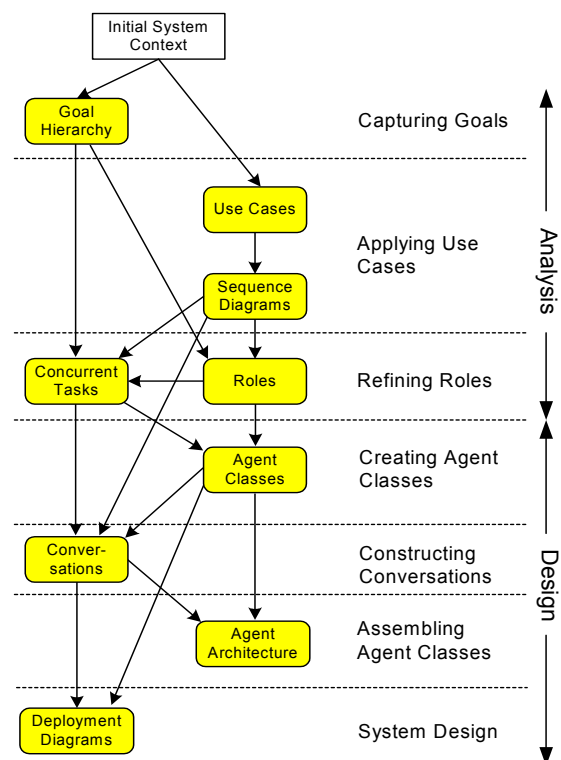 Initial System
Context
Goal
Hierarchy
Capturing Goals
Use Cases
Applying Use
Cases
Sequence
Diagrams
Analysis
Concurrent
Tasks
Roles
Refining Roles
Agent
Classes
Creating Agent
Classes
Conver-
sations
Constructing
Conversations
Design
Agent
Architecture
Assembling
Agent Classes
Deployment
Diagrams
System Design